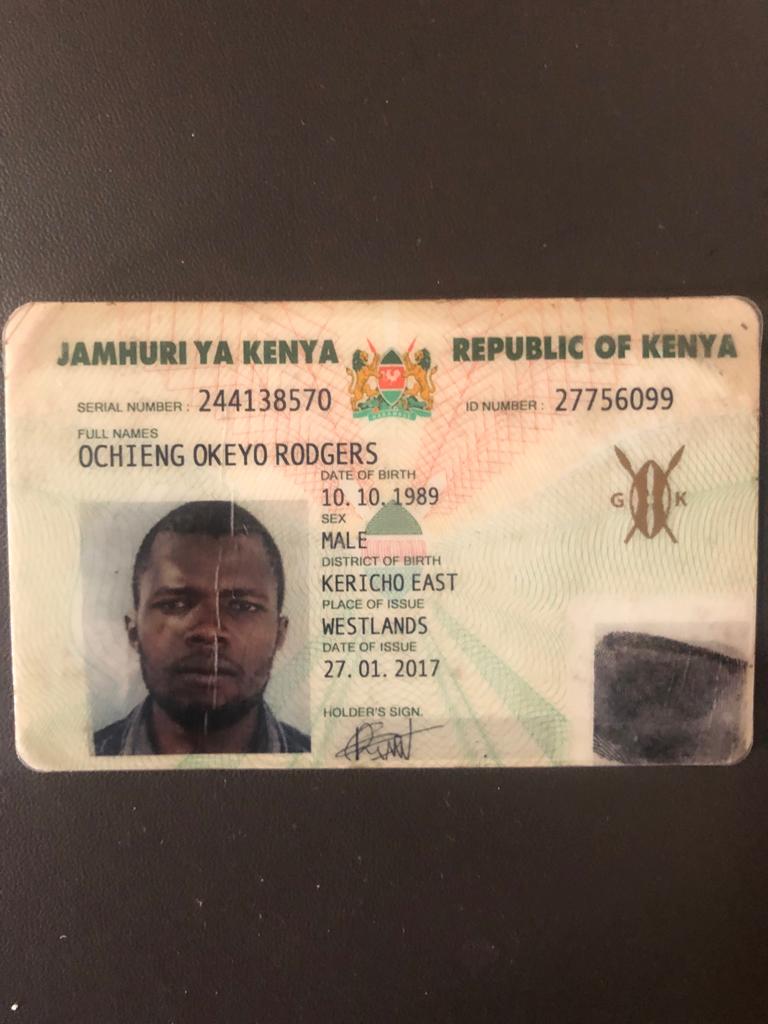 JAMHURI YA KENYA REPUBLIC OF KENYA
SERIAL NUMBER : 244138570 ID NUMBER : 27756099
FULL NAMES
OCHIENG OKEYO RODGERS
DATE OF BIRTH
10. 10. 1989
SEX
MALE
G K
DISTRICT OF BIRTH
KERICHO EAST
PLACE OF ISSUE
WESTLANDS
DATE OF ISSUE
27. 01. 2017
HOLDER'S SIGN.